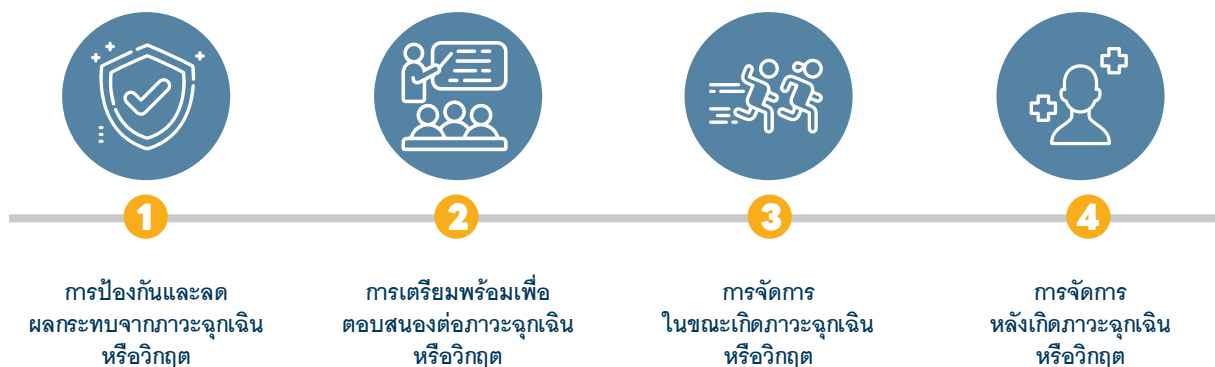 1
การป้องกันและลด
ผลกระทบจากภาวะฉุกเฉิน
หรือวิกฤต
2
การเตรียมพร้อมเพื่อ
ตอบสนองต่อภาวะฉุกเฉิน
หรือวิกฤต
3
การจัดการ
ในขณะเกิดภาวะฉุกเฉิน
หรือวิกฤต
4
การจัดการ
หลังเกิดภาวะฉุกเฉิน
หรือวิกฤต